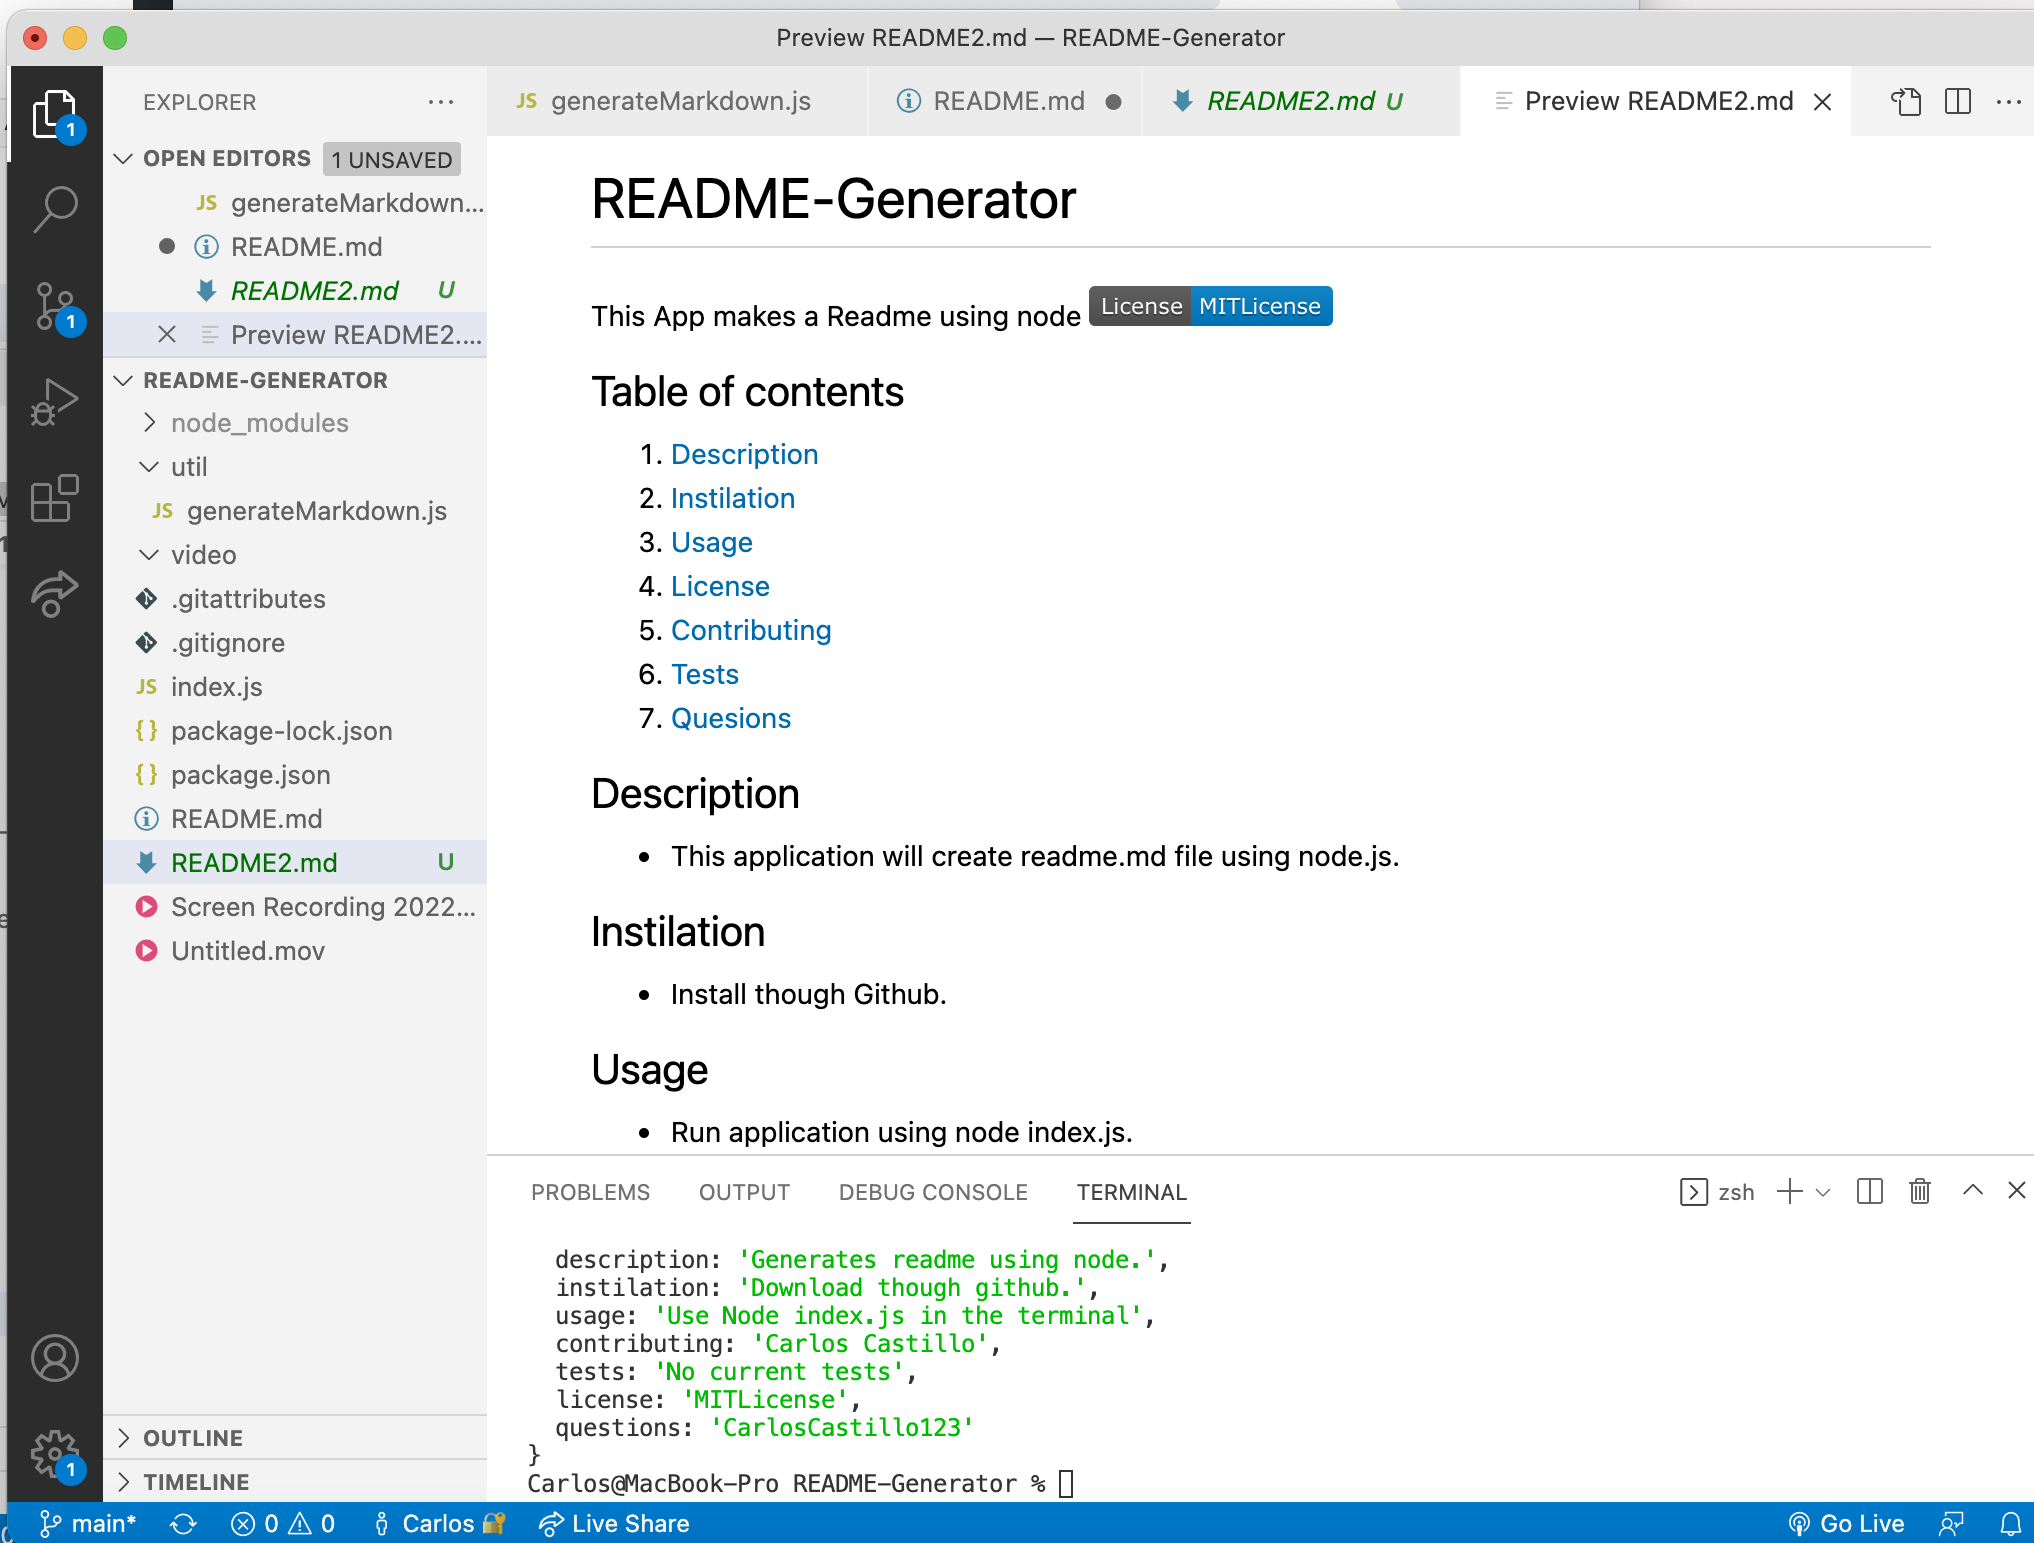 Preview README2.md — README-Generator
EXPLORER
OPEN EDITORS 1 UNSAVED
JS generateMarkdown...
README.md
README2.md U
Preview README2....
README-GENERATOR
node_modules
util
JS generateMarkdown.js
video
.gitattributes
.gitignore
JS index.js
{} package-lock.json
{} package.json
README.md
README2.md U
Screen Recording 2022...
Untitled.mov
OUTLINE
TIMELINE
1
1
1
JS generateMarkdown.js README.md README2.md U Preview README2.md
README-Generator
This App makes a Readme using node License MITLicense
Table of contents
1. Description
2. Instilation
3. Usage
4. License
5. Contributing
6. Tests
7. Quesions
Description
• This application will create readme.md file using node.js.
Instilation
• Install though Github.
Usage
• Run application using node index.js.
PROBLEMS OUTPUT DEBUG CONSOLE TERMINAL zsh
description: 'Generates readme using node.',
instilation: 'Download though github.',
usage: 'Use Node index.js in the terminal',
contributing: 'Carlos Castillo',
tests: 'No current tests',
license: 'MITLicense',
questions: 'CarlosCastillo123'
}
Carlos@MacBook-Pro README-Generator %
main* 0 0 Carlos Live Share Go Live